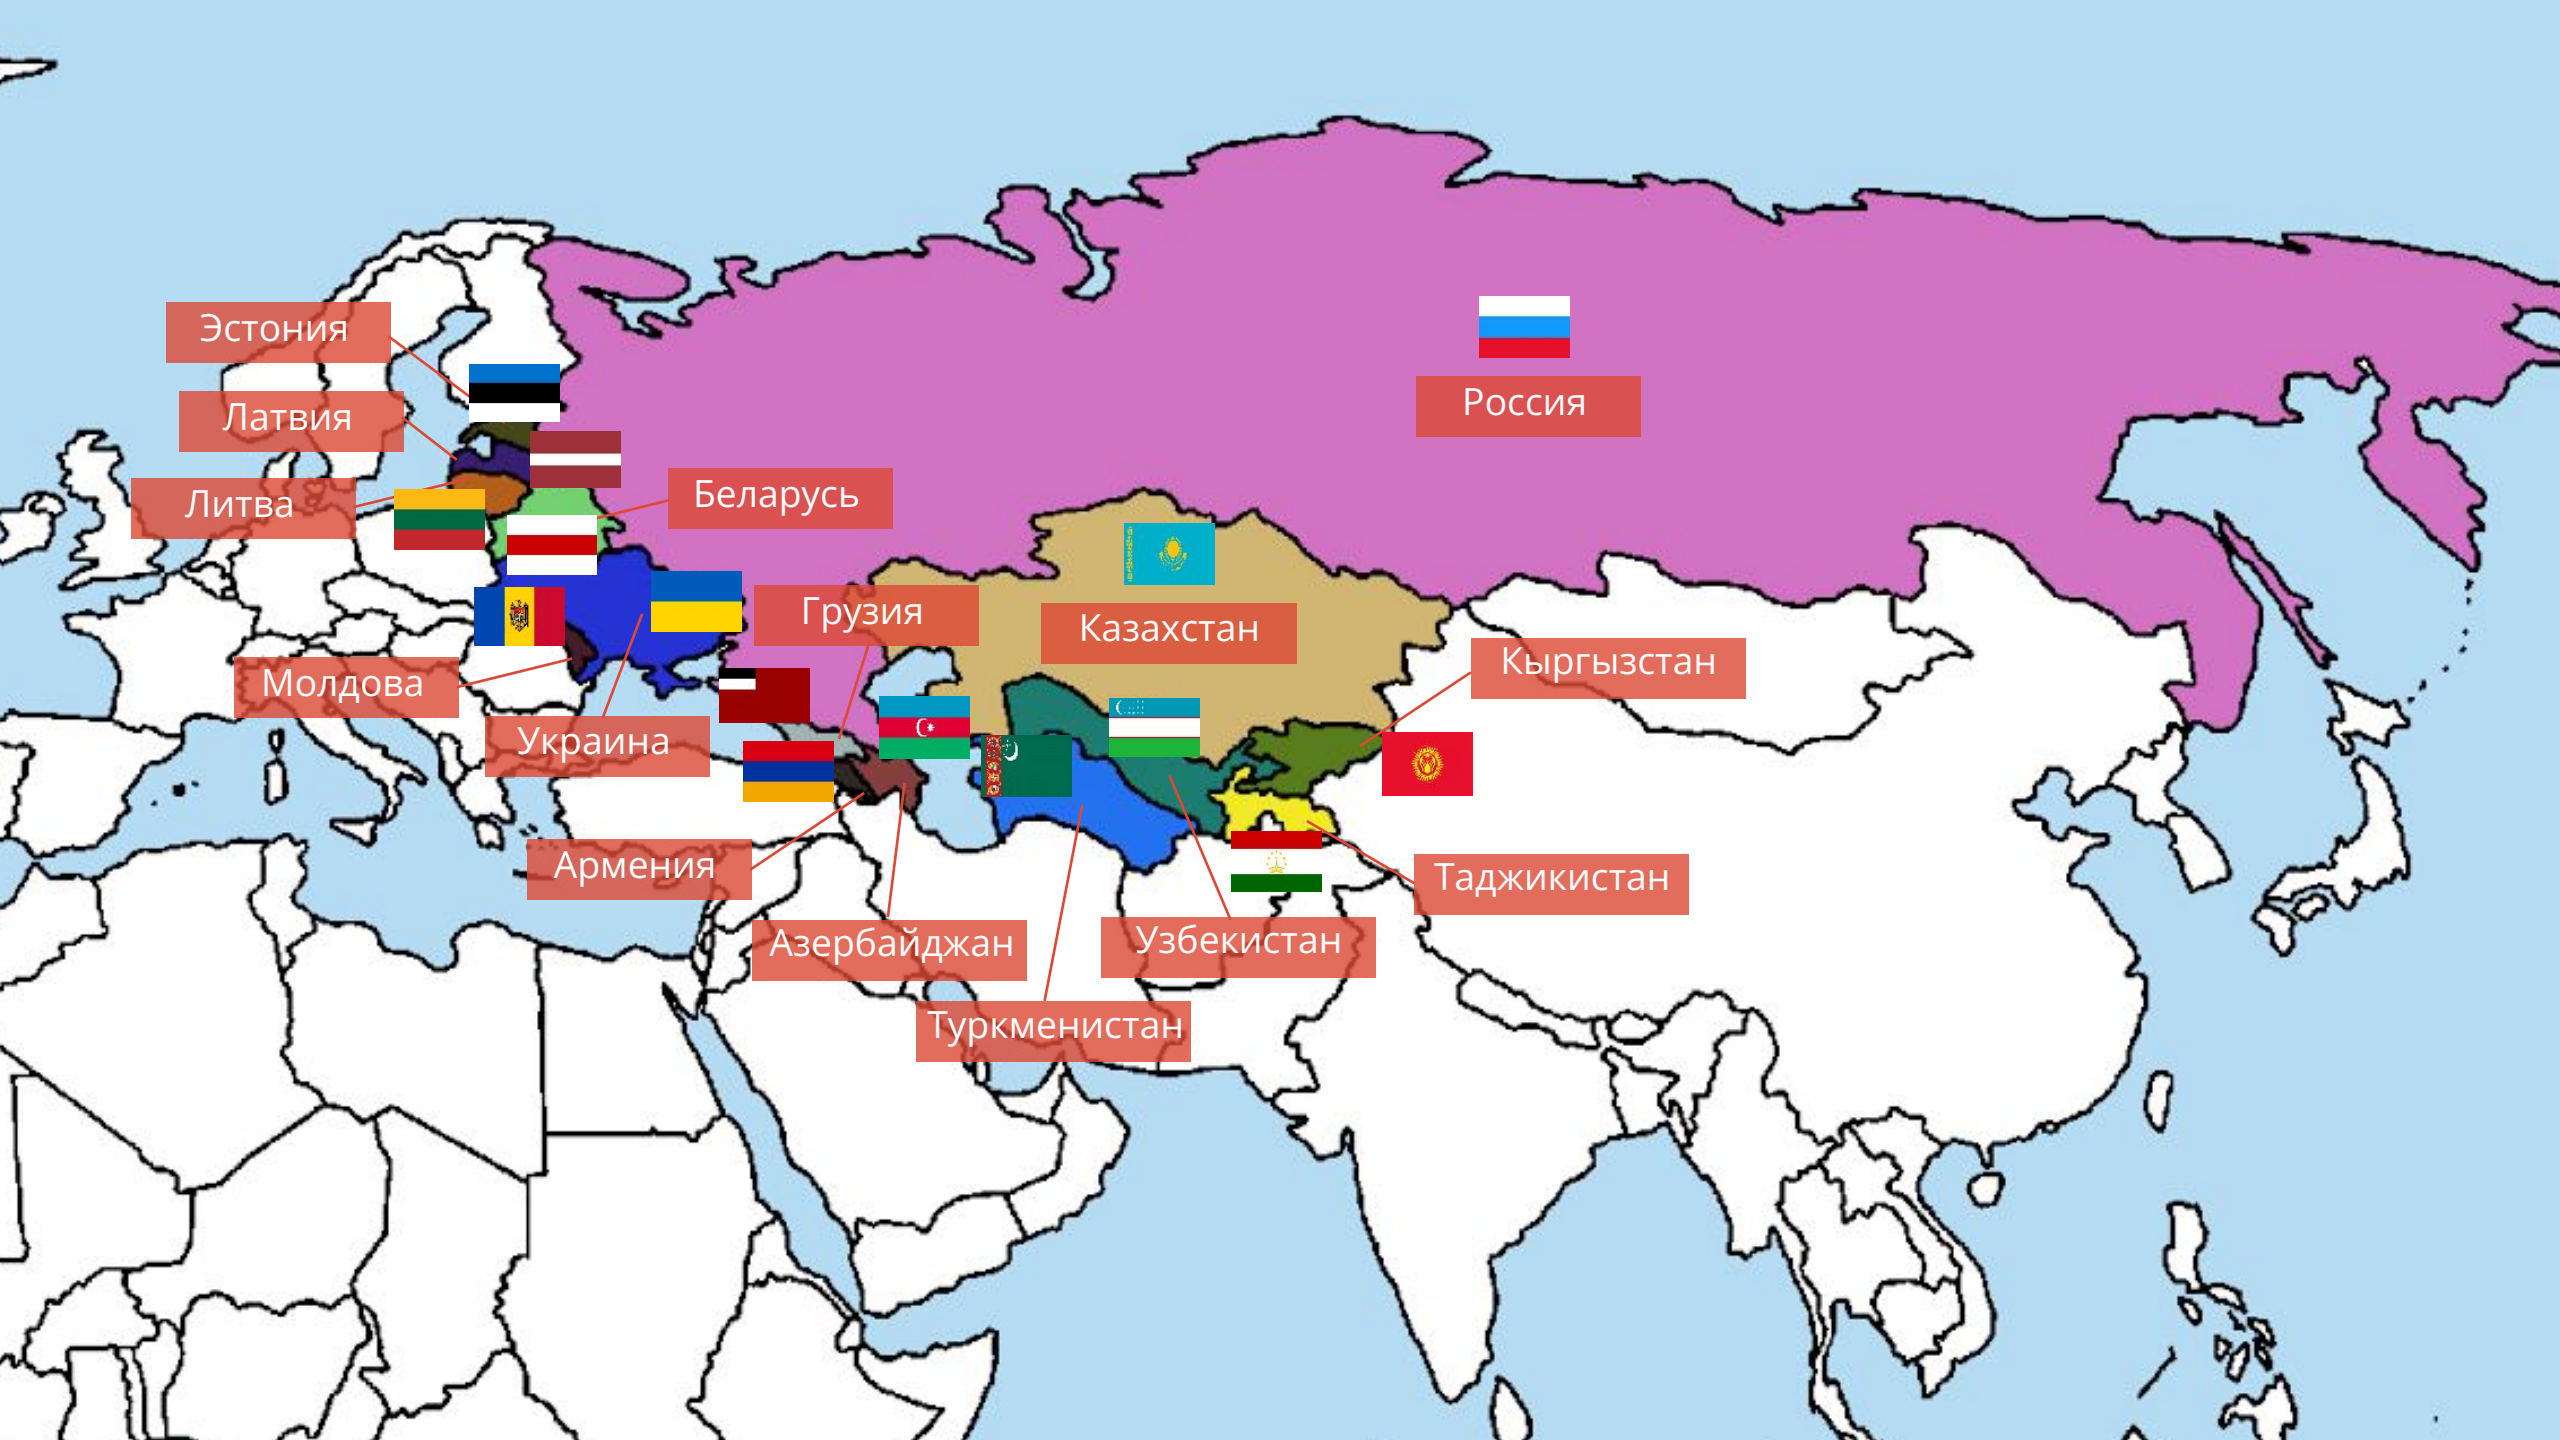 Эстония
Латвия
Россия
Литва
Беларусь
Грузия
Казахстан
Кыргызстан
Молдова
Украина
Армения
Таджикистан
Азербайджан
Узбекистан
Туркменистан